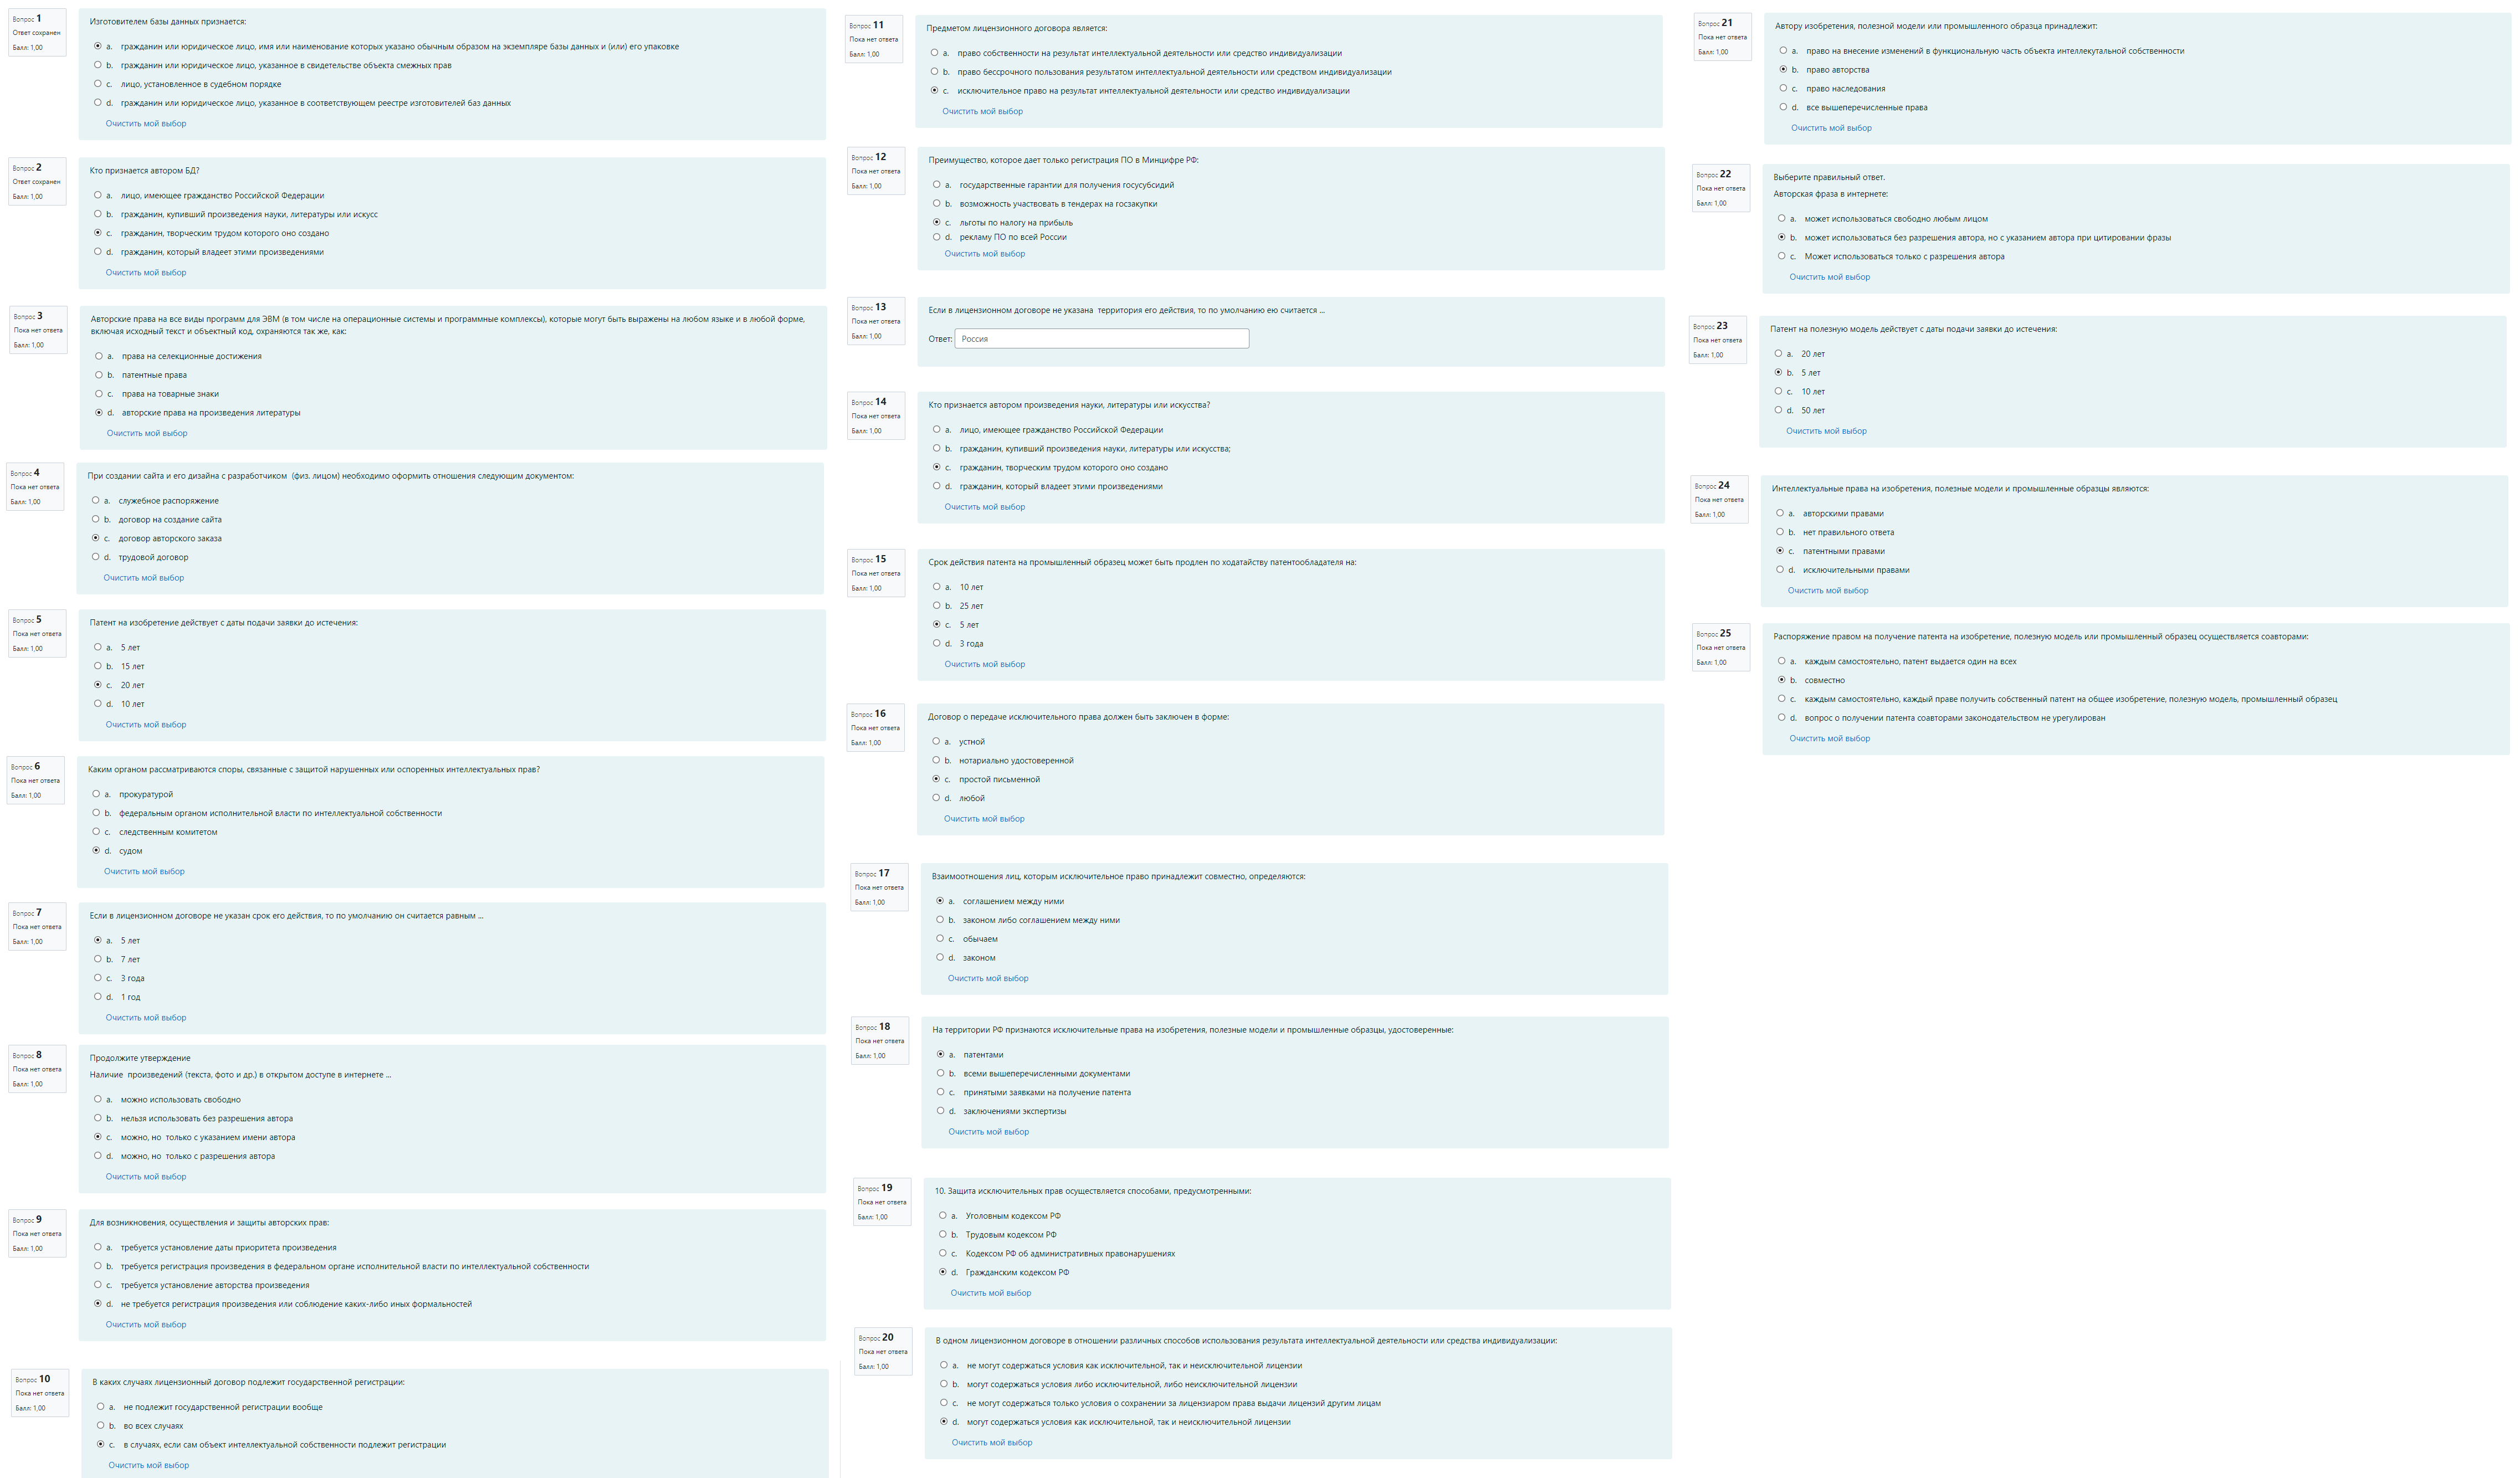 Вопрос 1
Ответ сохранен
Балл: 1,00
Изготовителем базы данных признается:
a. гражданин или юридическое лицо, имя или наименование которых указано обычным образом на экземпляре базы данных и (или) его упаковке
b. гражданин или юридическое лицо, указанное в свидетельстве объекта смежных прав
c. лицо, установленное в судебном порядке
d. гражданин или юридическое лицо, указанное в соответствующем реестре изготовителей баз данных
Очистить мой выбор
Вопрос 2
Ответ сохранен
Балл: 1,00
Кто признается автором БД?
a. лицо, имеющее гражданство Российской Федерации
b. гражданин, купивший произведения науки, литературы или искусс
c. гражданин, творческим трудом которого оно создано
d. гражданин, который владеет этими произведениями
Очистить мой выбор
Вопрос 3
Пока нет ответа
Балл: 1,00
Авторские права на все виды программ для ЭВМ (в том числе на операционные системы и программные комплексы), которые могут быть выражены на любом языке и в любой форме,
включая исходный текст и объектный код, охраняются так же, как:
a. права на селекционные достижения
b. патентные права
c. права на товарные знаки
d. авторские права на произведения литературы
Очистить мой выбор
Вопрос 4
Пока нет ответа
Балл: 1,00
При создании сайта и его дизайна с разработчиком (физ. лицом) необходимо оформить отношения следующим документом:
a. служебное распоряжение
b. договор на создание сайта
c. договор авторского заказа
d. трудовой договор
Очистить мой выбор
Вопрос 5
Пока нет ответа
Балл: 1,00
Патент на изобретение действует с даты подачи заявки до истечения:
a. 5 лет
b. 15 лет
c. 20 лет
d. 10 лет
Очистить мой выбор
Вопрос 6
Пока нет ответа
Балл: 1,00
Каким органом рассматриваются споры, связанные с защитой нарушенных или оспоренных интеллектуальных прав?
a. прокуратурой
b. федеральным органом исполнительной власти по интеллектуальной собственности
c. следственным комитетом
d. судом
Очистить мой выбор
Вопрос 7
Пока нет ответа
Балл: 1,00
Если в лицензионном договоре не указан срок его действия, то по умолчанию он считается равным ...
a. 5 лет
b. 7 лет
c. 3 года
d. 1 год
Очистить мой выбор
Вопрос 8
Пока нет ответа
Балл: 1,00
Продолжите утверждение
Наличие произведений (текста, фото и др.) в открытом доступе в интернете ...
a. можно использовать свободно
b. нельзя использовать без разрешения автора
c. можно, но только с указанием имени автора
d. можно, но только с разрешения автора
Очистить мой выбор
Вопрос 9
Пока нет ответа
Балл: 1,00
Для возникновения, осуществления и защиты авторских прав:
a. требуется установление даты приоритета произведения
b. требуется регистрация произведения в федеральном органе исполнительной власти по интеллектуальной собственности
c. требуется установление авторства произведения
d. не требуется регистрация произведения или соблюдение каких-либо иных формальностей
Очистить мой выбор
Вопрос 10
Пока нет ответа
Балл: 1,00
В каких случаях лицензионный договор подлежит государственной регистрации:
a. не подлежит государственной регистрации вообще
b. во всех случаях
c. в случаях, если сам объект интеллектуальной собственности подлежит регистрации
Очистить мой выбор
Вопрос 11
Пока нет ответа
Балл: 1,00
Предметом лицензионного договора является:
a. право собственности на результат интеллектуальной деятельности или средство индивидуализации
b. право бессрочного пользования результатом интеллектуальной деятельности или средством индивидуализации
c. исключительное право на результат интеллектуальной деятельности или средство индивидуализации
Очистить мой выбор
Вопрос 12
Пока нет ответа
Балл: 1,00
Преимущество, которое дает только регистрация ПО в Минцифре РФ:
a. государственные гарантии для получения госусубсидий
b. возможность участвовать в тендерах на госзакупки
c. льготы по налогу на прибыль
d. рекламу ПО по всей России
Очистить мой выбор
Вопрос 13
Пока нет ответа
Балл: 1,00
Если в лицензионном договоре не указана территория его действия, то по умолчанию ею считается ...
Ответ: Россия
Вопрос 14
Пока нет ответа
Балл: 1,00
Кто признается автором произведения науки, литературы или искусства?
a. лицо, имеющее гражданство Российской Федерации
b. гражданин, купивший произведения науки, литературы или искусства;
c. гражданин, творческим трудом которого оно создано
d. гражданин, который владеет этими произведениями
Очистить мой выбор
Вопрос 15
Пока нет ответа
Балл: 1,00
Срок действия патента на промышленный образец может быть продлен по ходатайству патентообладателя на:
a. 10 лет
b. 25 лет
c. 5 лет
d. 3 года
Очистить мой выбор
Вопрос 16
Пока нет ответа
Балл: 1,00
Договор о передаче исключительного права должен быть заключен в форме:
a. устной
b. нотариально удостоверенной
c. простой письменной
d. любой
Очистить мой выбор
Вопрос 17
Пока нет ответа
Балл: 1,00
Взаимоотношения лиц, которым исключительное право принадлежит совместно, определяются:
a. соглашением между ними
b. законом либо соглашением между ними
c. обычаем
d. законом
Очистить мой выбор
Вопрос 18
Пока нет ответа
Балл: 1,00
На территории РФ признаются исключительные права на изобретения, полезные модели и промышленные образцы, удостоверенные:
a. патентами
b. всеми вышеперечисленными документами
c. принятыми заявками на получение патента
d. заключениями экспертизы
Очистить мой выбор
Вопрос 19
Пока нет ответа
Балл: 1,00
10. Защита исключительных прав осуществляется способами, предусмотренными:
a. Уголовным кодексом РФ
b. Трудовым кодексом РФ
c. Кодексом РФ об административных правонарушениях
d. Гражданским кодексом РФ
Очистить мой выбор
Вопрос 20
Пока нет ответа
Балл: 1,00
В одном лицензионном договоре в отношении различных способов использования результата интеллектуальной деятельности или средства индивидуализации:
a. не могут содержаться условия как исключительной, так и неисключительной лицензии
b. могут содержаться условия либо исключительной, либо неисключительной лицензии
c. не могут содержаться только условия о сохранении за лицензиаром права выдачи лицензий другим лицам
d. могут содержаться условия как исключительной, так и неисключительной лицензии
Очистить мой выбор
Вопрос 21
Пока нет ответа
Балл: 1,00
Автору изобретения, полезной модели или промышленного образца принадлежит:
a. право на внесение изменений в функциональную часть объекта интеллекутальной собственности
b. право авторства
c. право наследования
d. все вышеперечисленные права
Очистить мой выбор
Вопрос 22
Пока нет ответа
Балл: 1,00
Выберите правильный ответ.
Авторская фраза в интернете:
a. может использоваться свободно любым лицом
b. может использоваться без разрешения автора, но с указанием автора при цитировании фразы
c. Может использоваться только с разрешения автора
Очистить мой выбор
Вопрос 23
Пока нет ответа
Балл: 1,00
Патент на полезную модель действует с даты подачи заявки до истечения:
a. 20 лет
b. 5 лет
c. 10 лет
d. 50 лет
Очистить мой выбор
Вопрос 24
Пока нет ответа
Балл: 1,00
Интеллектуальные права на изобретения, полезные модели и промышленные образцы являются:
a. авторскими правами
b. нет правильного ответа
c. патентными правами
d. исключительными правами
Очистить мой выбор
Вопрос 25
Пока нет ответа
Балл: 1,00
Распоряжение правом на получение патента на изобретение, полезную модель или промышленный образец осуществляется соавторами:
a. каждым самостоятельно, патент выдается один на всех
b. совместно
c. каждым самостоятельно, каждый праве получить собственный патент на общее изобретение, полезную модель, промышленный образец
d. вопрос о получении патента соавторами законодательством не урегулирован
Очистить мой выбор